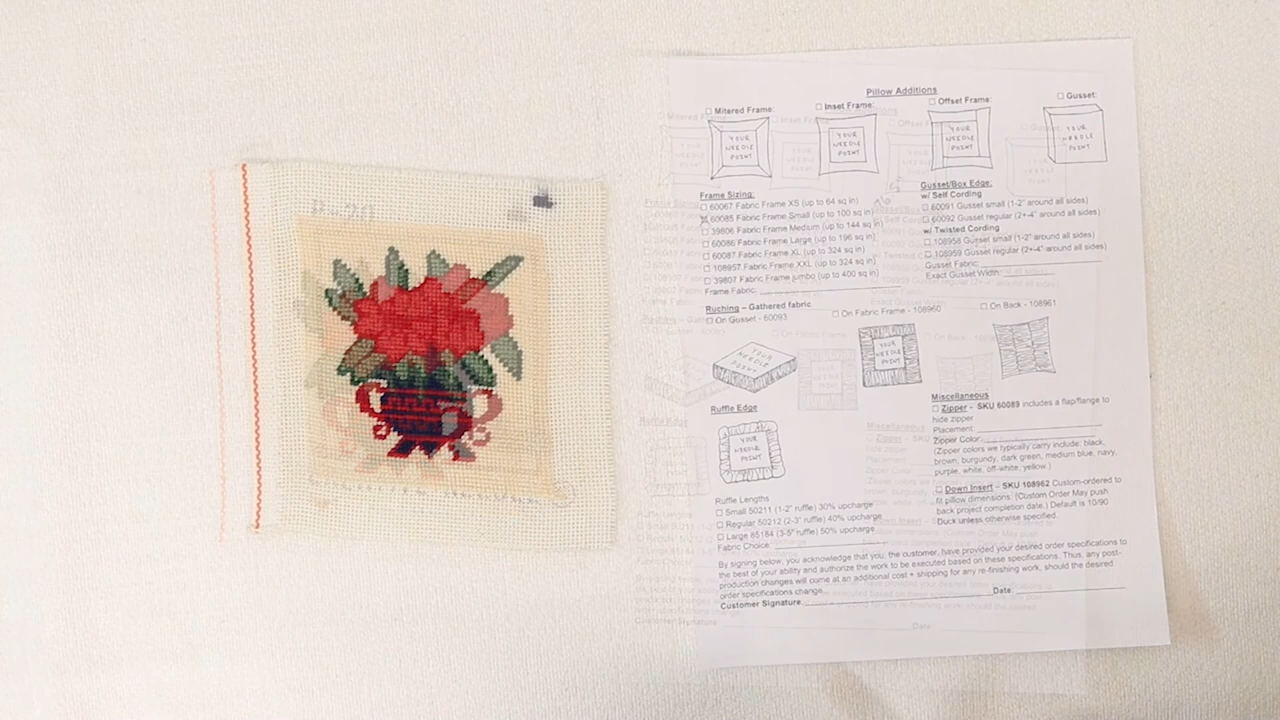 Pillow Additions
☐ Mitered Frame: ☐ Inset Frame: ☐ Offset Frame: ☐ Gusset:
YOUR NEEDLE POINT
YOUR NEEDLE POINT
YOUR NEEDLE POINT
YOUR NEEDLE POINT
Frame Sizing:
☐ 60067 Fabric Frame XS (up to 64 sq in)
☒ 60085 Fabric Frame Small (up to 100 sq in)
☐ 39806 Fabric Frame Medium (up to 144 sq in)
☐ 60086 Fabric Frame Large (up to 196 sq in)
☐ 60087 Fabric Frame XL (up to 324 sq in)
☐ 108957 Fabric Frame XXL (up to 324 sq in)
☐ 39807 Fabric Frame jumbo (up to 400 sq in)
Frame Fabric:
Gusset/Box Edge:
w/ Self Cording
☐ 60091 Gusset small (1-2" around all sides)
☐ 60092 Gusset regular (2+-4" around all sides)
w/ Twisted Cording
☐ 108958 Gusset small (1-2" around all sides)
☐ 108959 Gusset regular (2+-4" around all sides)
Gusset Fabric:
Exact Gusset Width:
Ruching – Gathered fabric
☐ On Gusset - 60093 ☐ On Fabric Frame - 108960 ☐ On Back - 108961
YOUR NEEDLE POINT
YOUR NEEDLE POINT
Ruffle Edge
YOUR NEEDLE POINT
Ruffle Lengths
☐ Small 50211 (1-2" ruffle) 30% upcharge
☐ Regular 50212 (2-3" ruffle) 40% upcharge
☐ Large 85184 (3-5" ruffle) 50% upcharge
Fabric Choice:
Miscellaneous
☐ Zipper – SKU 60089 includes a flap/flange to
hide zipper
Placement:
Zipper Color:
(Zipper colors we typically carry include: black,
brown, burgundy, dark green, medium blue, navy,
purple, white, off-white, yellow.)
☐ Down Insert – SKU 108962 Custom-ordered to
fit pillow dimensions. (Custom Order May push
back project completion date.) Default is 10/90
Duck unless otherwise specified.
By signing below, you acknowledge that you, the customer, have provided your desired order specifications to
the best of your ability and authorize the work to be executed based on these specifications. Thus, any post-
production changes will come at an additional cost + shipping for any re-finishing work, should the desired
order specifications change.
Customer Signature: Date: